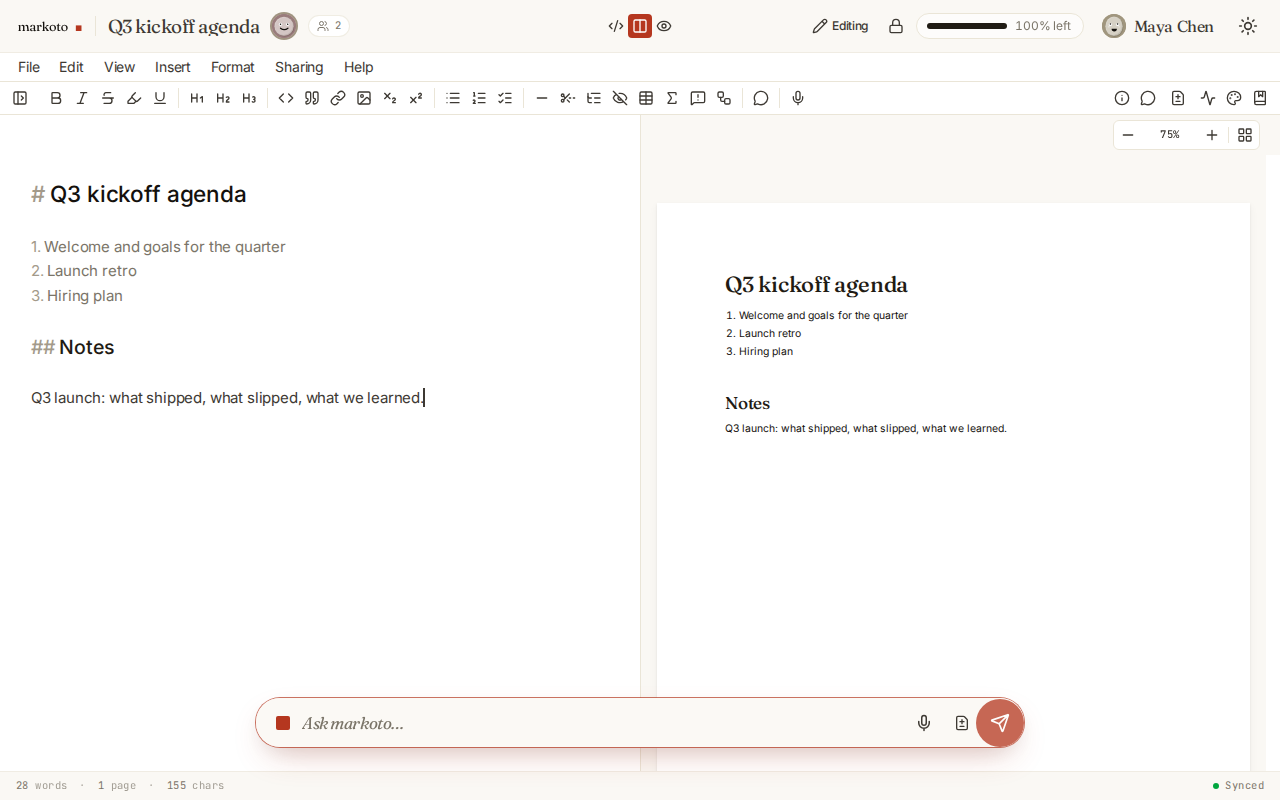 markoto
Q3 kickoff agenda
2
Editing
100% left
Maya Chen
File Edit View Insert Format Sharing Help
H1 H2 H3
75%
# Q3 kickoff agenda
1. Welcome and goals for the quarter
2. Launch retro
3. Hiring plan
## Notes
Q3 launch: what shipped, what slipped, what we learned.
Q3 kickoff agenda
1. Welcome and goals for the quarter
2. Launch retro
3. Hiring plan
Notes
Q3 launch: what shipped, what slipped, what we learned.
Ask markoto...
28 words · 1 page · 155 chars
Synced